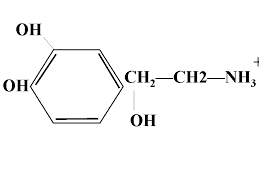 OH
+
OH CH₂—CH2—NH₃
OH